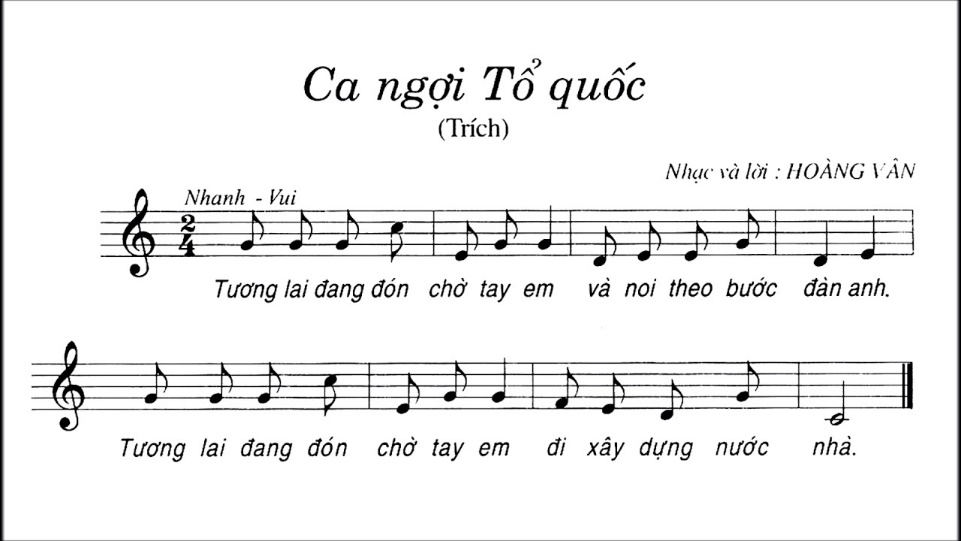 Ca ngợi Tổ quốc
(Trích)
Nhạc và lời : HOÀNG VÂN
Nhanh - Vui
2
4
Tương lai đang đón chờ tay em và noi theo bước đàn anh.
Tương lai đang đón chờ tay em đi xây dựng nước nhà.